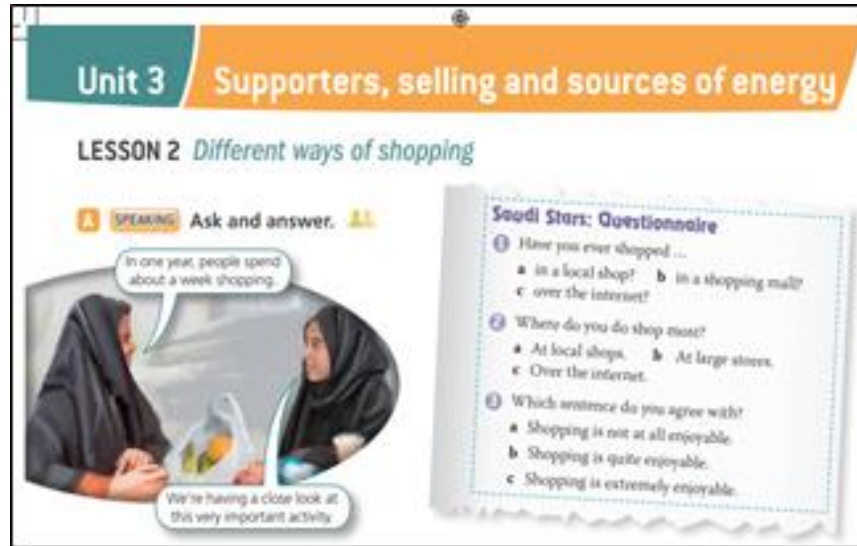 Unit 3 Supporters, selling and sources of energy
LESSON 2 Different ways of shopping
A SPEAKING Ask and answer.
In one year, people spend
about a week shopping.
We're having a close look at
this very important activity.
Saudi Stars: Questionnaire
1 Have you ever shopped ...
a in a local shop? b in a shopping mall?
c over the internet?
2 Where do you do shop most?
a At local shops. b At large stores.
c Over the internet.
3 Which sentence do you agree with?
a Shopping is not at all enjoyable.
b Shopping is quite enjoyable.
c Shopping is extremely enjoyable.